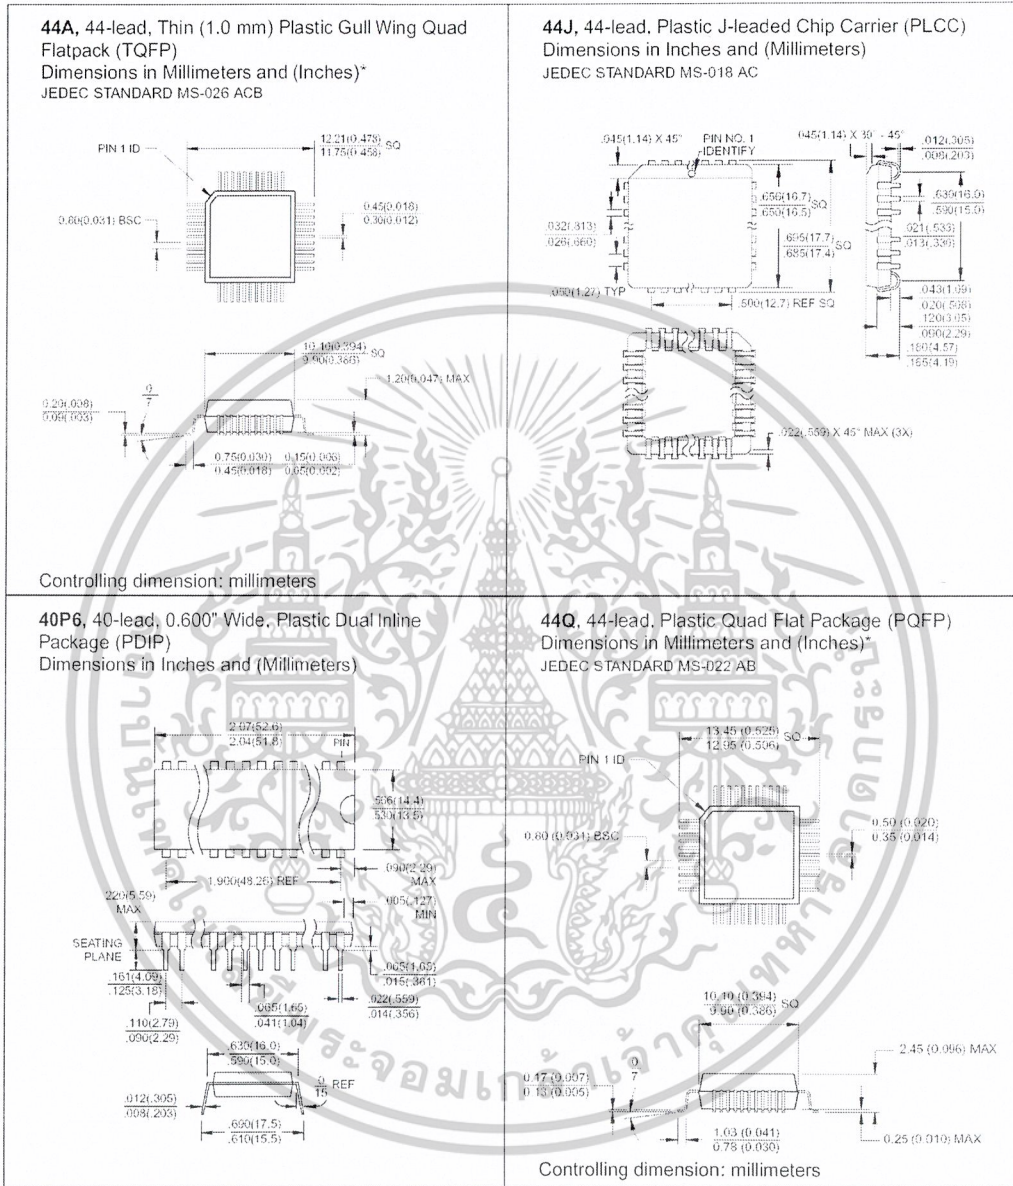 44A, 44-lead, Thin (1.0 mm) Plastic Gull Wing Quad
Flatpack (TQFP)
Dimensions in Millimeters and (Inches)*
JEDEC STANDARD MS-026 ACB
PIN 1 ID
12.21(0.478)
11.75(0.458) SQ
0.80(0.031) BSC
0.45(0.018)
0.30(0.012)
10.10(0.394)
9.90(0.386) SQ
1.20(0.047) MAX
0.20(.008)
0.09(.003)
0
7
0.75(0.030)
0.45(0.018)
0.15(0.006)
0.05(0.002)
Controlling dimension: millimeters
44J, 44-lead, Plastic J-leaded Chip Carrier (PLCC)
Dimensions in Inches and (Millimeters)
JEDEC STANDARD MS-018 AC
.045(1.14) X 45°
PIN NO. 1
IDENTIFY
.045(1.14) X 30° - 45°
.012(.305)
.008(.203)
.656(16.7)
.650(16.5) SQ
.630(16.0)
.590(15.0)
.032(.813)
.026(.660)
.695(17.7)
.685(17.4) SQ
.021(.533)
.013(.330)
.050(1.27) TYP
.500(12.7) REF SQ
.043(1.09)
.020(.508)
.120(3.05)
.090(2.29)
.180(4.57)
.165(4.19)
.022(.559) X 45° MAX (3X)
40P6, 40-lead, 0.600" Wide, Plastic Dual Inline
Package (PDIP)
Dimensions in Inches and (Millimeters)
2.07(52.6)
2.04(51.8)
PIN
.566(14.4)
.530(13.5)
1.900(48.26) REF
.090(2.29)
MAX
.220(5.59)
MAX
.005(.127)
MIN
SEATING
PLANE
.161(4.09)
.125(3.18)
.065(1.65)
.015(.381)
.022(.559)
.014(.356)
.110(2.79)
.090(2.29)
.065(1.65)
.041(1.04)
.630(16.0)
.590(15.0)
0
15 REF
.012(.305)
.008(.203)
.690(17.5)
.610(15.5)
44Q, 44-lead, Plastic Quad Flat Package (PQFP)
Dimensions in Millimeters and (Inches)*
JEDEC STANDARD MS-022 AB
13.45 (0.525)
12.95 (0.506) SQ
PIN 1 ID
0.80 (0.031) BSC
0.50 (0.020)
0.35 (0.014)
10.10 (0.394)
9.90 (0.386) SQ
2.45 (0.096) MAX
0.17 (0.007)
0.13 (0.005)
0
7
1.03 (0.041)
0.78 (0.030)
0.25 (0.010) MAX
Controlling dimension: millimeters